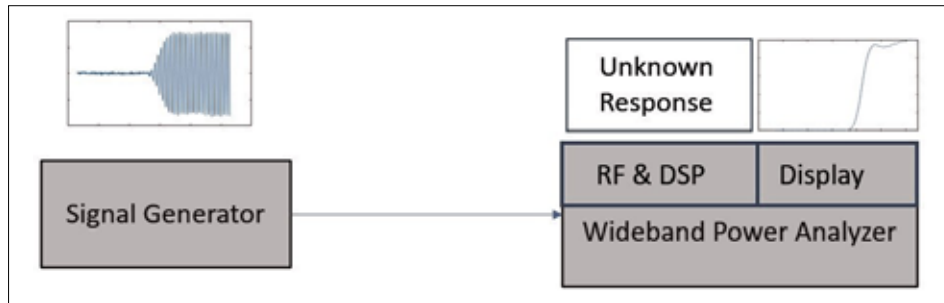 Unknown
Response
RF & DSP
Display
Signal Generator
Wideband Power Analyzer